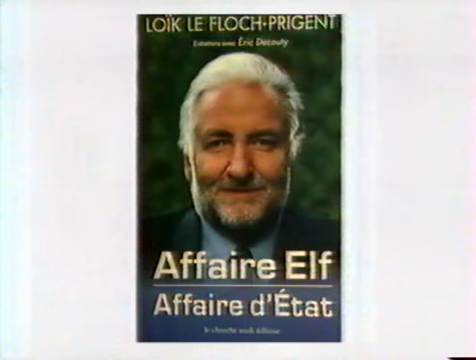 LOÏK LE FLOCH-PRIGENT
Entretiens avec Éric Decouty
Affaire Elf
Affaire d'État
le cherche midi éditeur